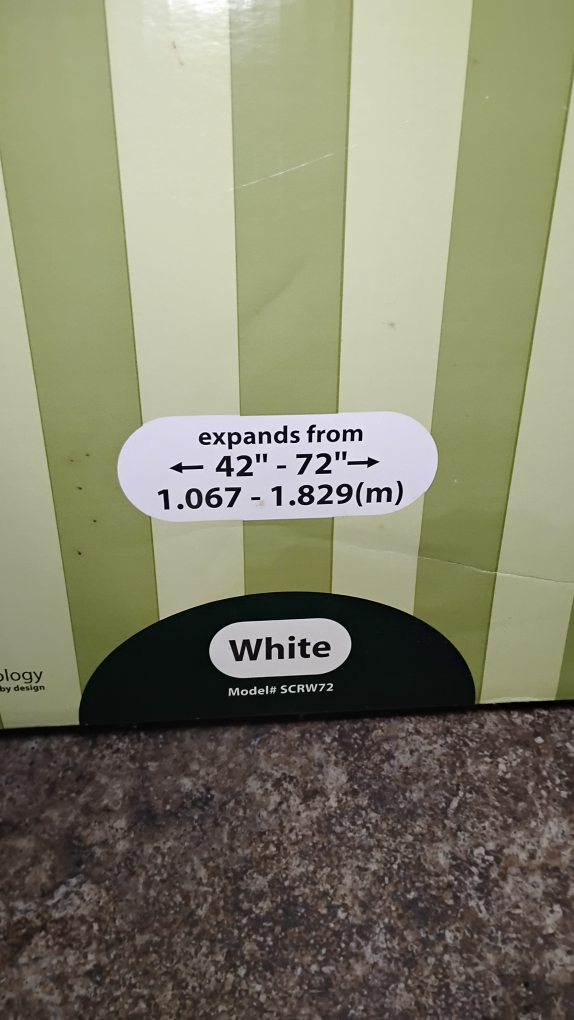 expands from
← 42" - 72"→
1.067 - 1.829(m)
White
Model# SCRW72
ology
by design